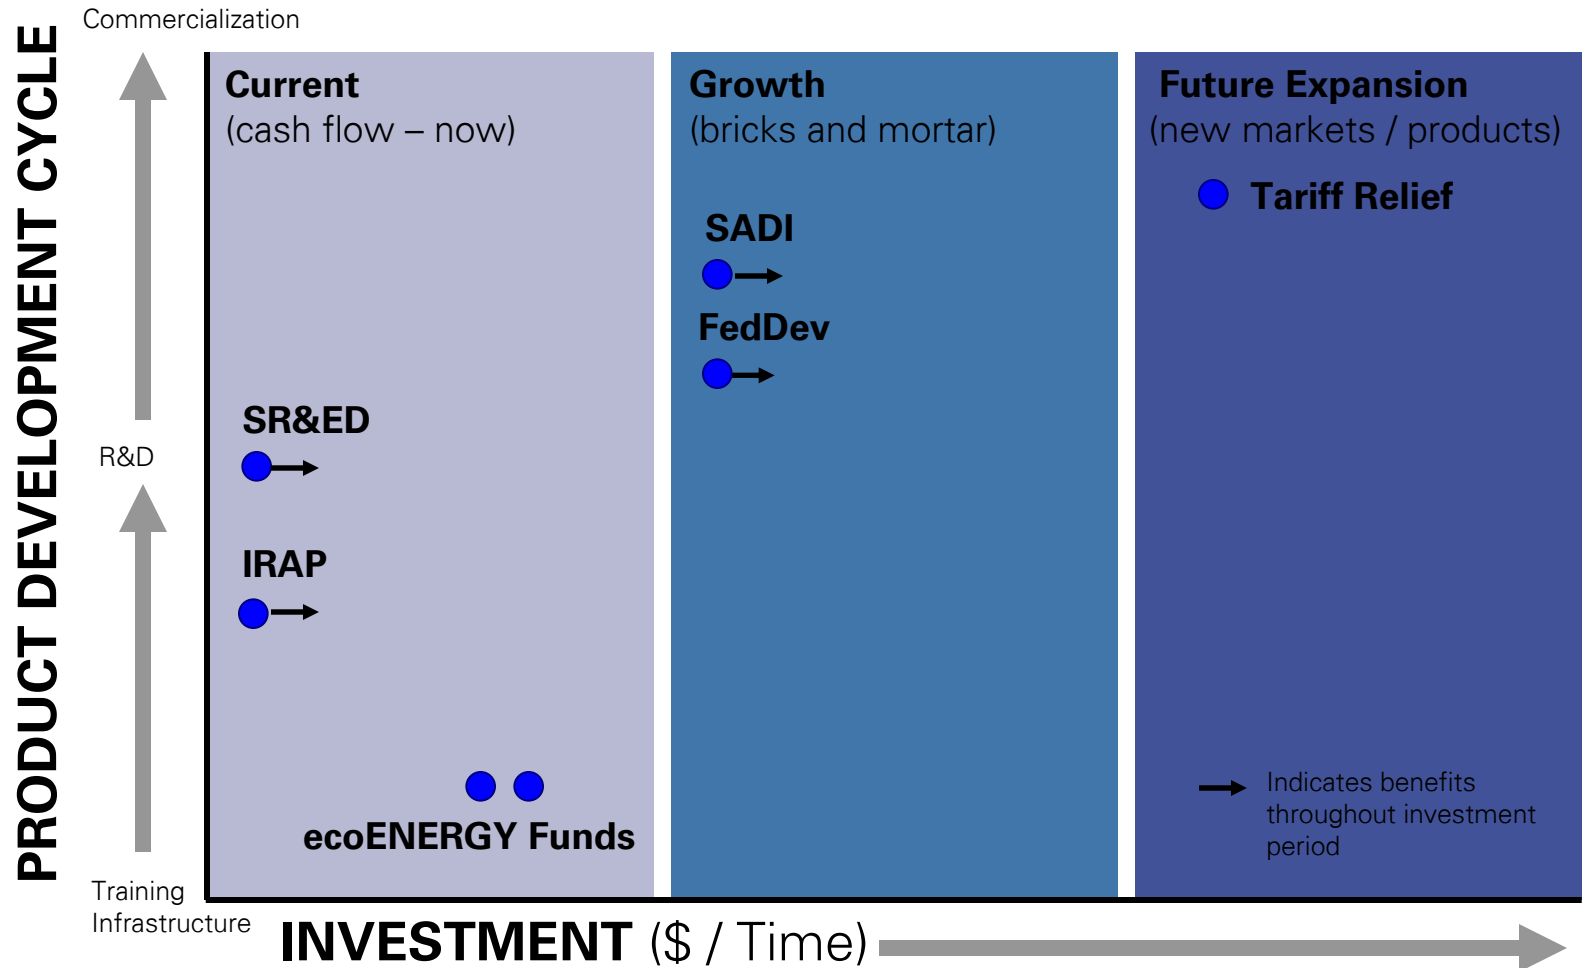 Commercialization
PRODUCT DEVELOPMENT CYCLE
R&D
Training
Infrastructure
Current
(cash flow – now)
SR&ED
IRAP
ecoENERGY Funds
Growth
(bricks and mortar)
SADI
FedDev
Future Expansion
(new markets / products)
Tariff Relief
Indicates benefits
throughout investment
period
INVESTMENT ($ / Time)